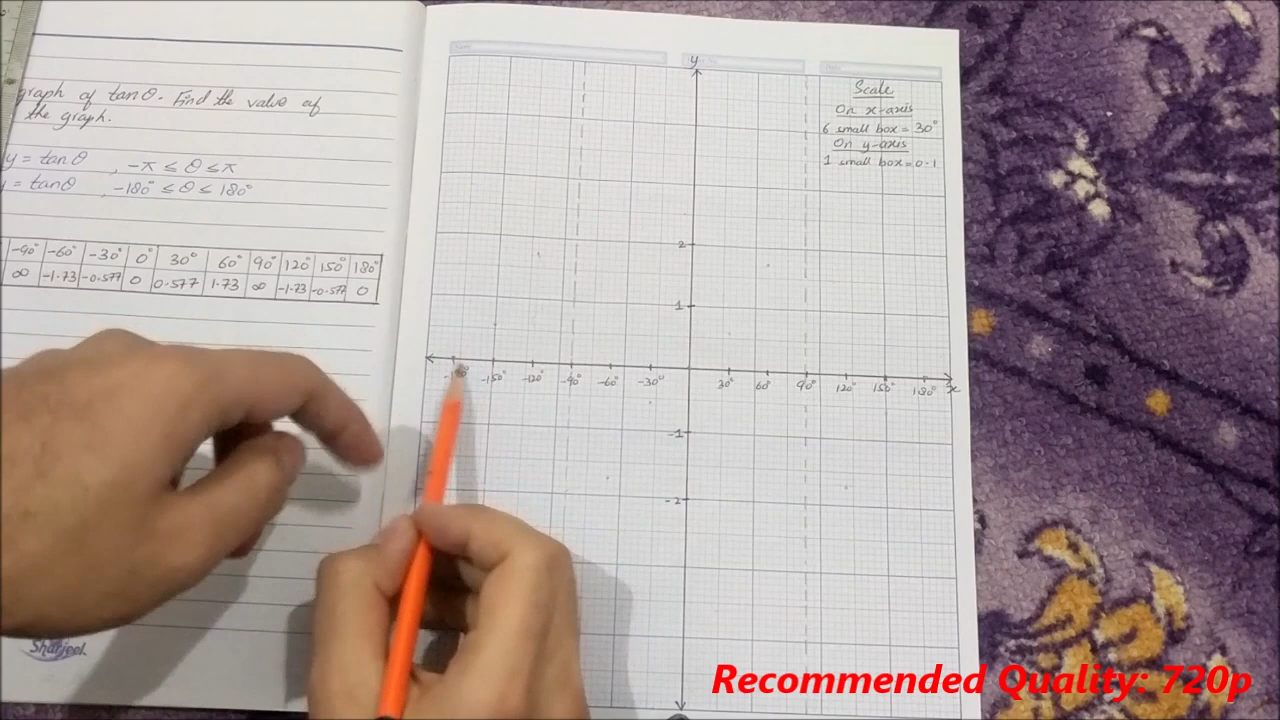 graph of tanθ. Find the value of
the graph.
y = tanθ , -π ≤ θ ≤ π
y = tanθ , -180° ≤ θ ≤ 180°
-90° -60° -30° 0° 30° 60° 90° 120° 150° 180°
∞ -1.73 -0.577 0 0.577 1.73 ∞ -1.73 -0.577 0
Sharjeel
y
Scale
On x-axis
6 small box = 30°
On y-axis
1 small box = 0.1
2
1
-180° -150° -120° -90° -60° -30° 30° 60° 90° 120° 150° 180° x
-1
-2
Recommended Quality: 720p